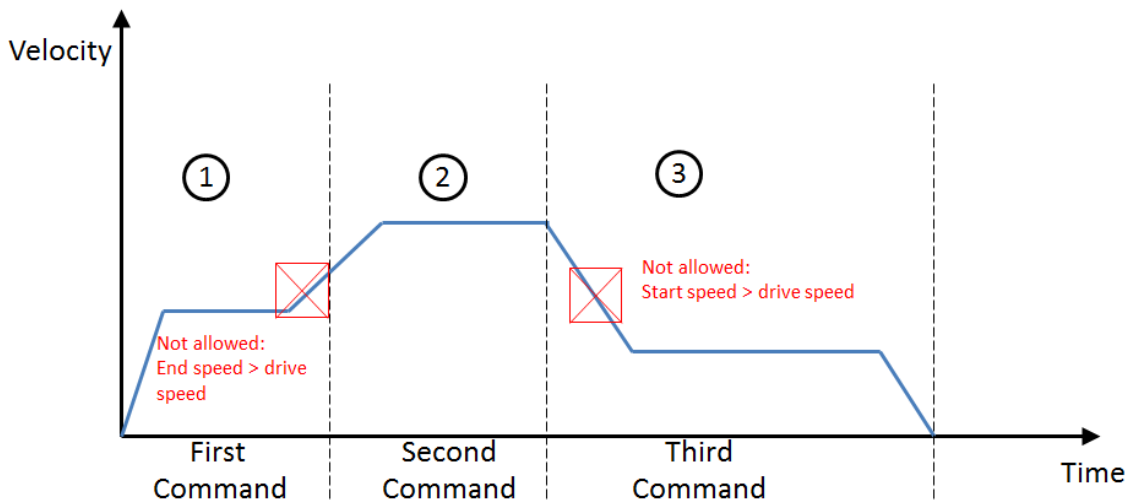 Velocity
1
2
3
Not allowed:
Start speed > drive speed
Not allowed:
End speed > drive
speed
First
Command
Second
Command
Third
Command
Time